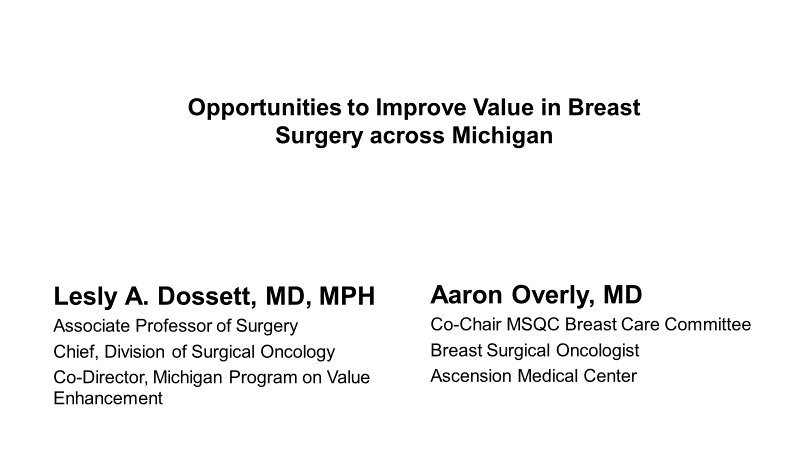 Opportunities to Improve Value in Breast
Surgery across Michigan
Lesly A. Dossett, MD, MPH
Associate Professor of Surgery
Chief, Division of Surgical Oncology
Co-Director, Michigan Program on Value
Enhancement
Aaron Overly, MD
Co-Chair MSQC Breast Care Committee
Breast Surgical Oncologist
Ascension Medical Center